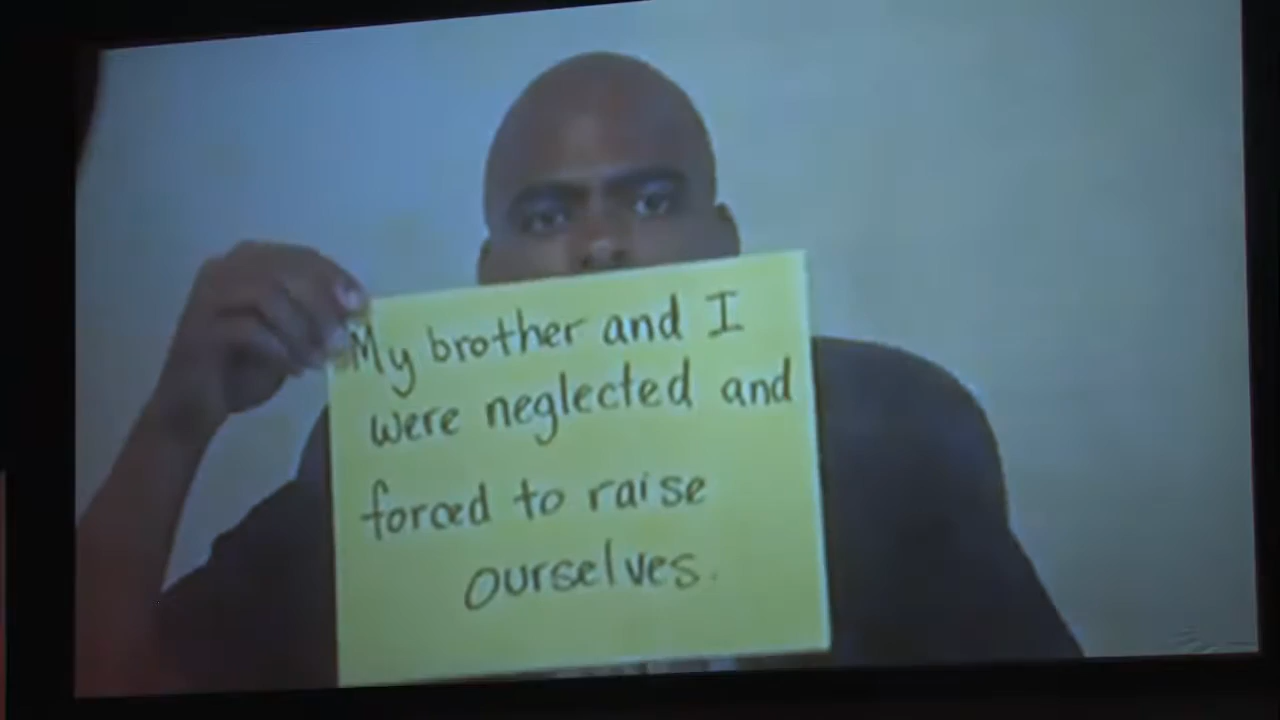 My brother and I
were neglected and
forced to raise
ourselves.